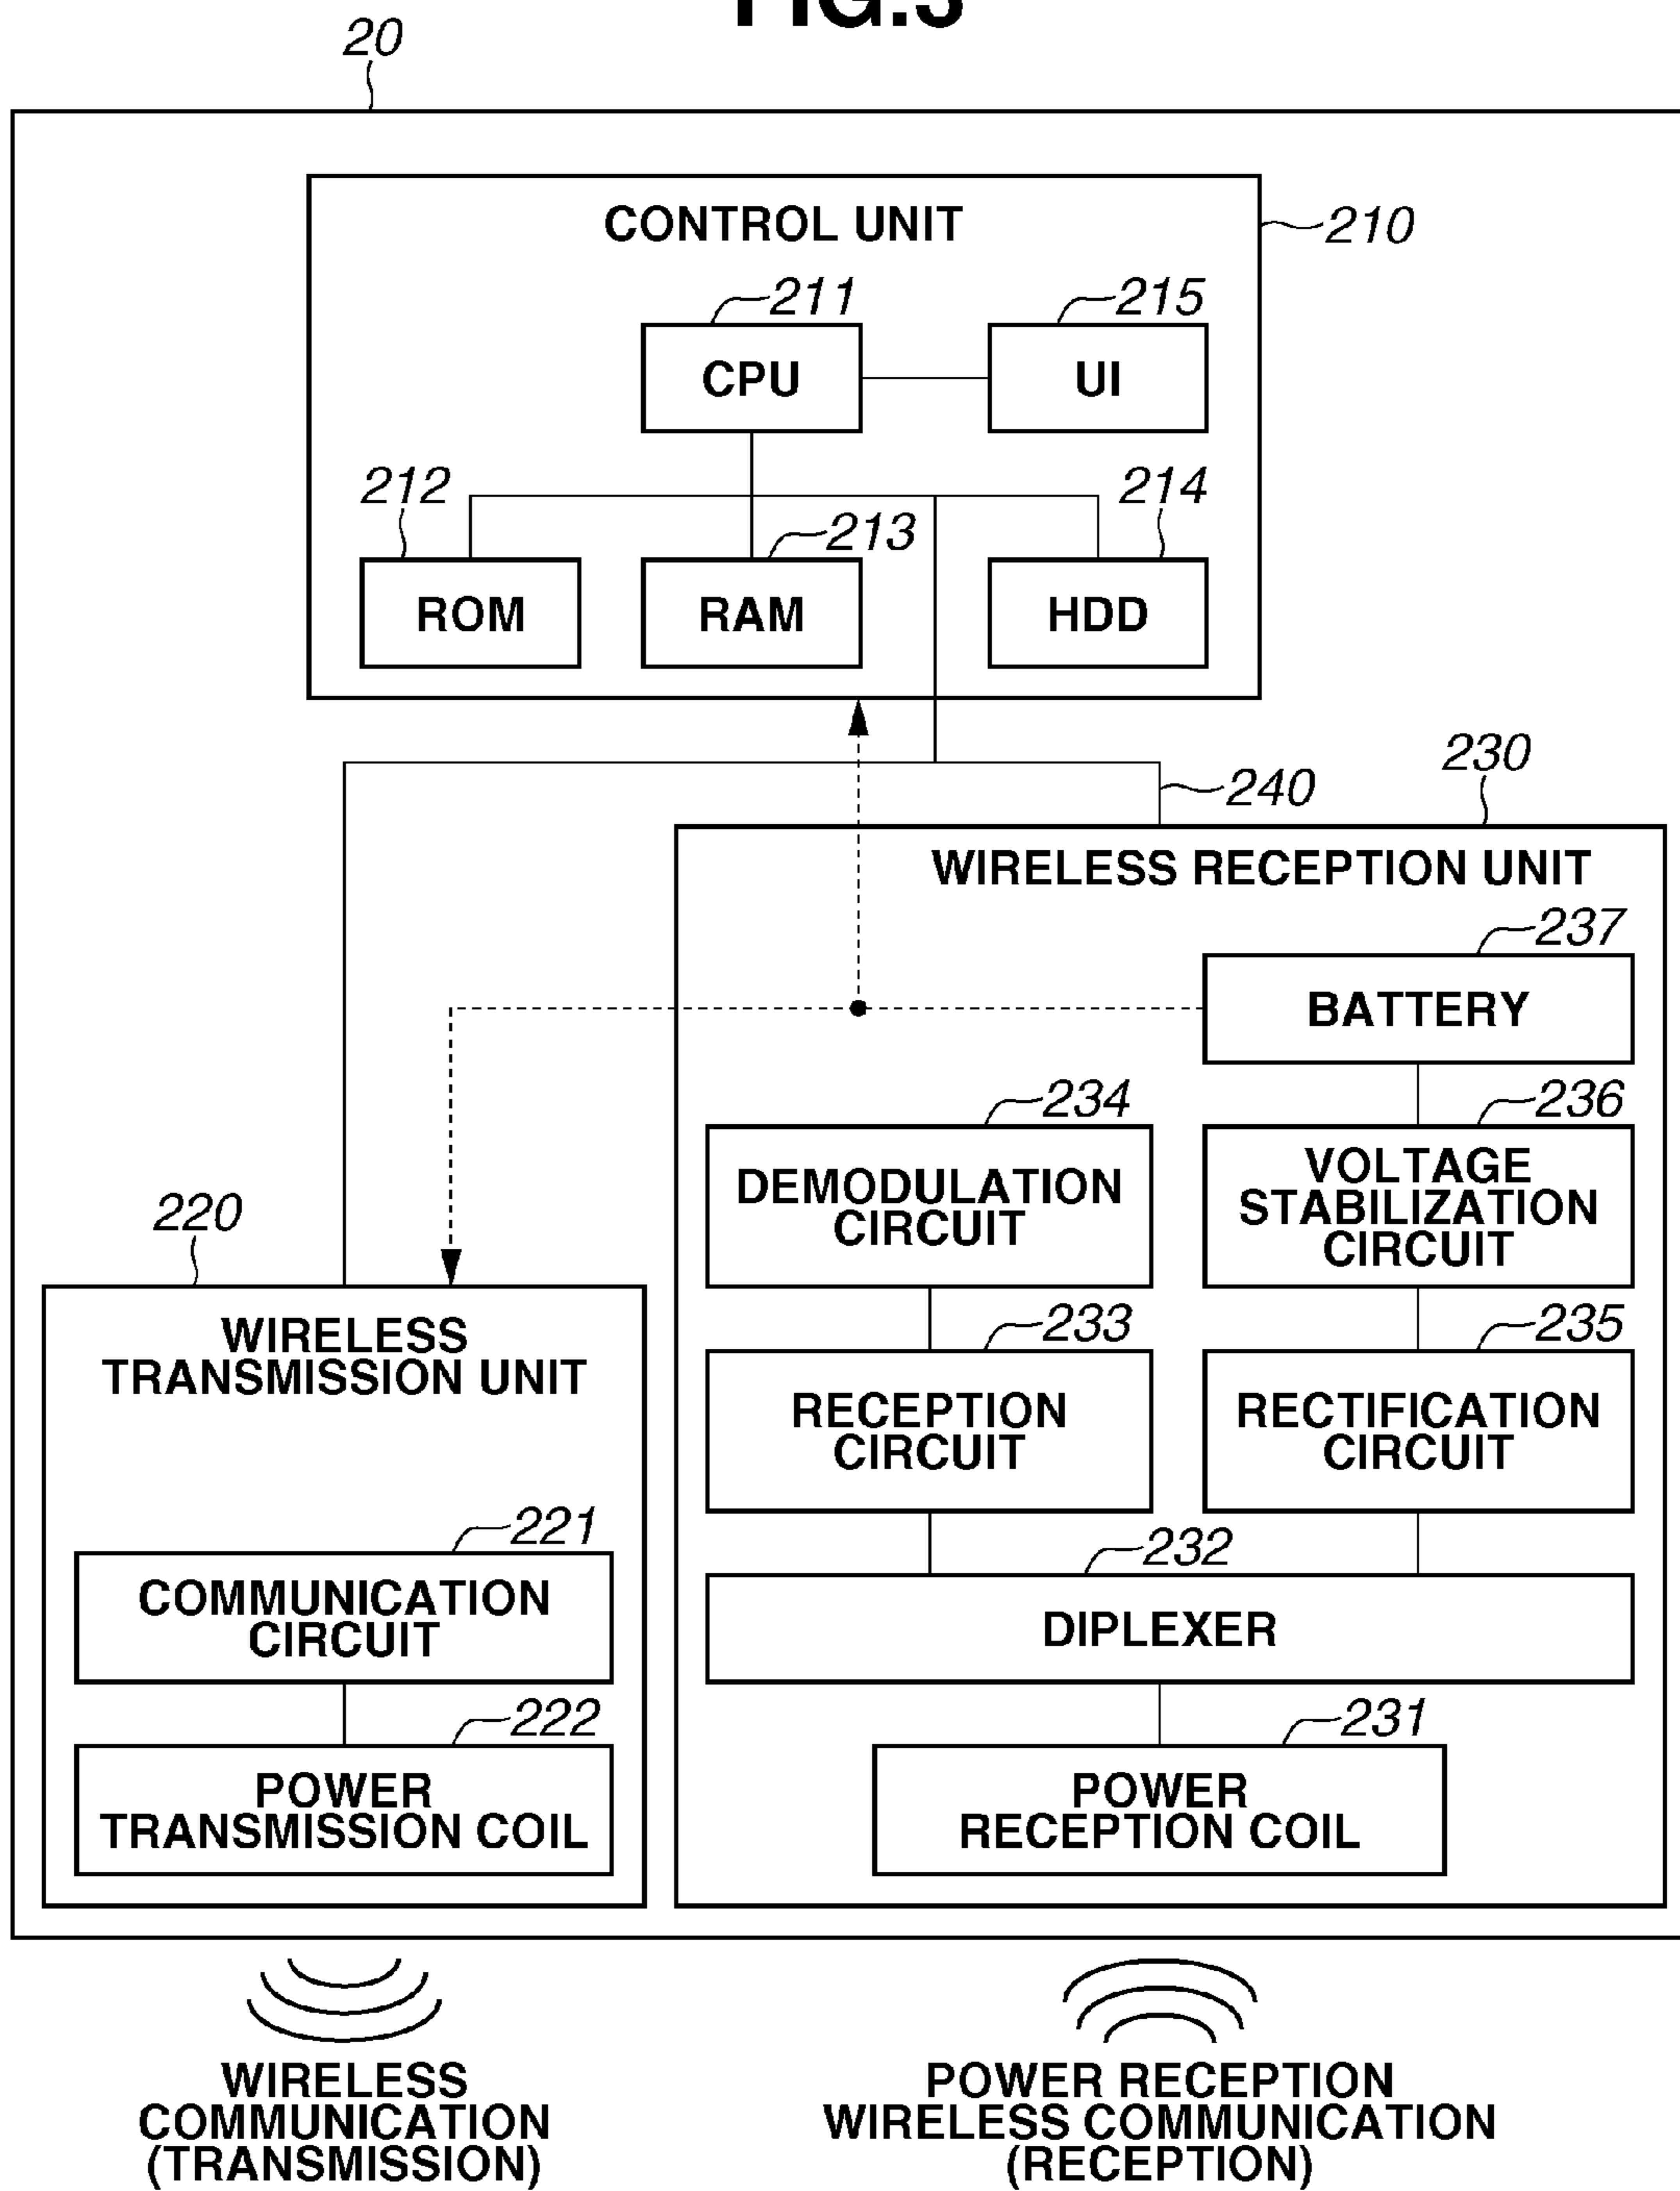 FIG.3
20
CONTROL UNIT
210
211
215
CPU
UI
212
214
213
ROM
RAM
HDD
230
240
WIRELESS RECEPTION UNIT
237
BATTERY
234
236
DEMODULATION
CIRCUIT
VOLTAGE
STABILIZATION
CIRCUIT
220
WIRELESS
TRANSMISSION UNIT
233
235
RECEPTION
CIRCUIT
RECTIFICATION
CIRCUIT
221
232
COMMUNICATION
CIRCUIT
DIPLEXER
222
231
POWER
TRANSMISSION COIL
POWER
RECEPTION COIL
WIRELESS
COMMUNICATION
(TRANSMISSION)
POWER RECEPTION
WIRELESS COMMUNICATION
(RECEPTION)